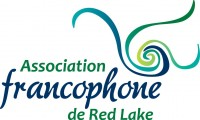 Association
francophone
de Red Lake